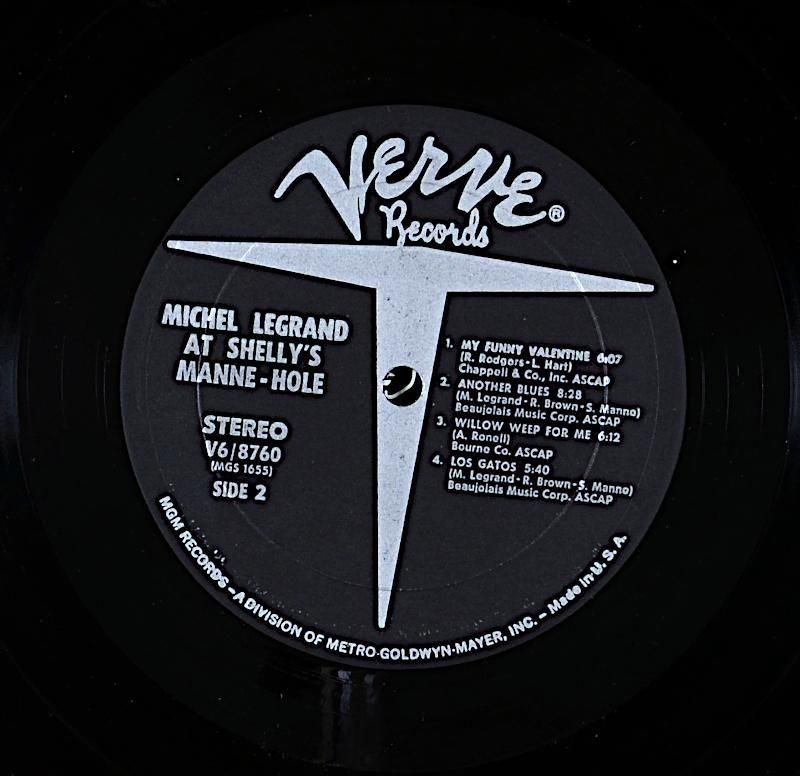 Verve®
Records
MICHEL LEGRAND
AT SHELLY'S
MANNE-HOLE
STEREO
V6/8760
(MGS 1655)
SIDE 2
1. MY FUNNY VALENTINE 6:07
(R. Rodgers-L. Hart)
Chappell & Co., Inc. ASCAP
2. ANOTHER BLUES 8:28
(M. Legrand-R. Brown-S. Manne)
Beaujolais Music Corp. ASCAP
3. WILLOW WEEP FOR ME 6:12
(A. Ronell)
Bourne Co. ASCAP
4. LOS GATOS 5:40
(M. Legrand-R. Brown-S. Manne)
Beaujolais Music Corp. ASCAP
MGM RECORDS–A DIVISION OF METRO-GOLDWYN-MAYER, INC. – Made in U. S. A.